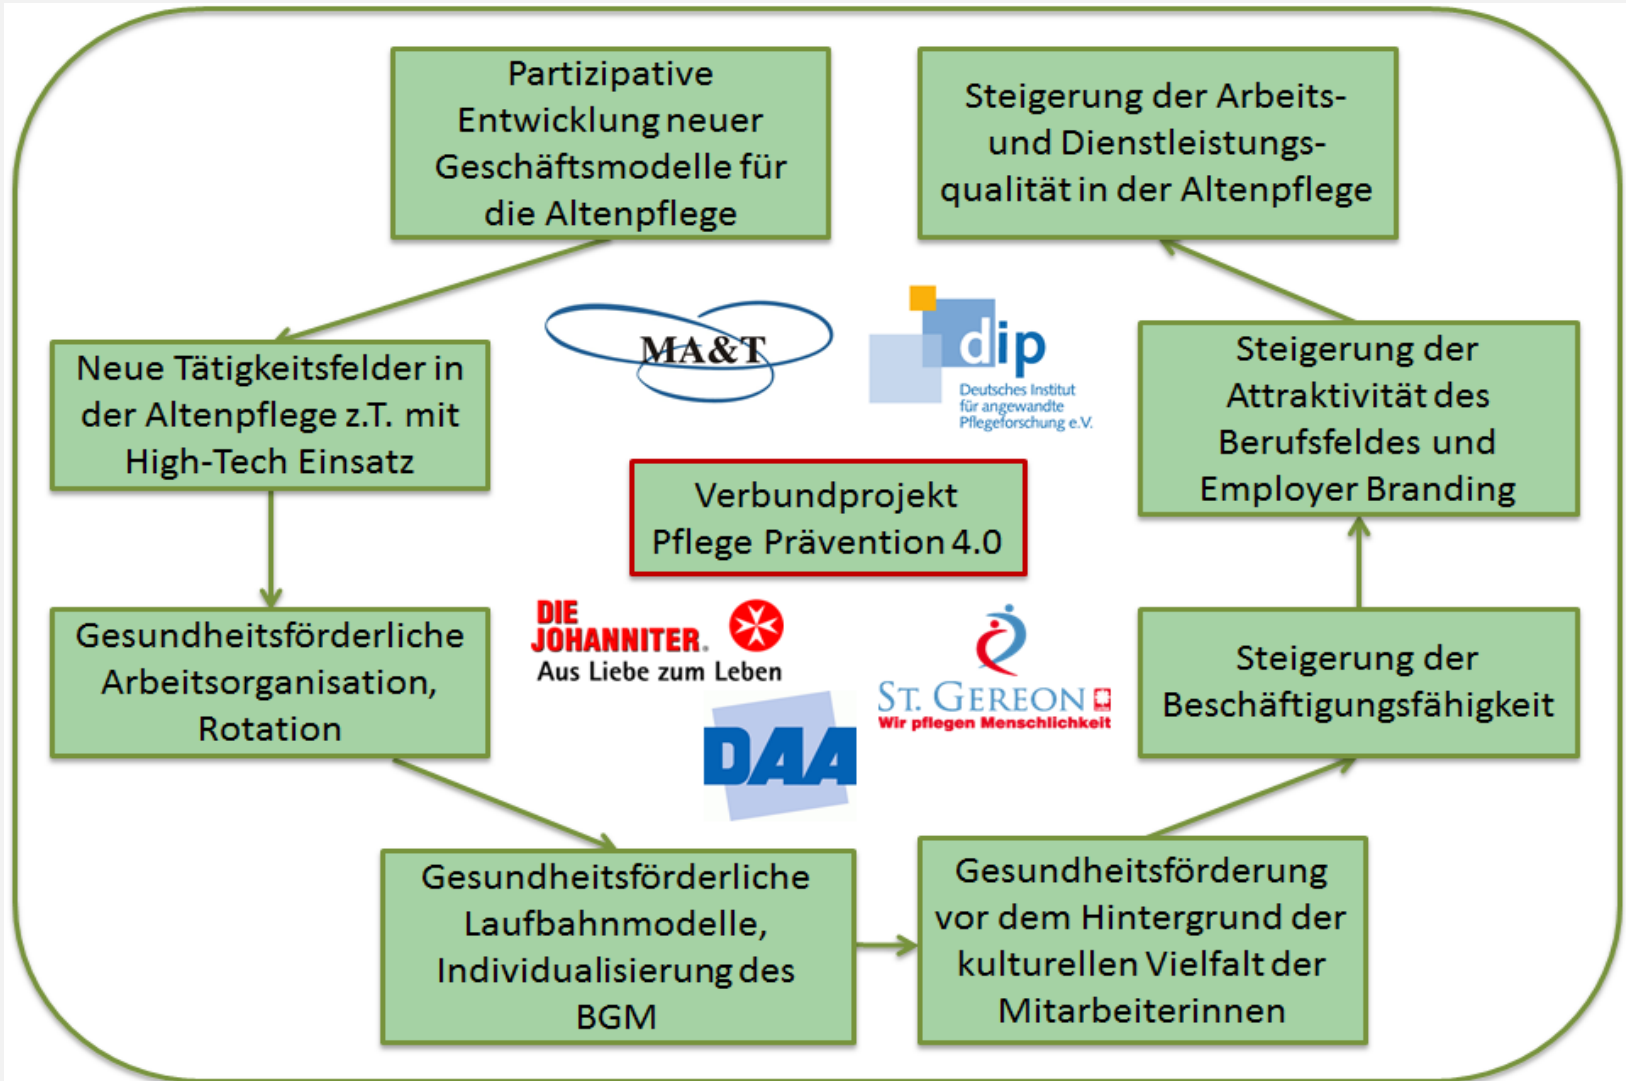 Partizipative
Entwicklung neuer
Geschäftsmodelle für
die Altenpflege
Steigerung der Arbeits-
und Dienstleistungs-
qualität in der Altenpflege
MA&T
dip
Deutsches Institut
für angewandte
Pflegeforschung e.V.
Neue Tätigkeitsfelder in
der Altenpflege z.T. mit
High-Tech Einsatz
Steigerung der
Attraktivität des
Berufsfeldes und
Employer Branding
Verbundprojekt
Pflege Prävention 4.0
Gesundheitsförderliche
Arbeitsorganisation,
Rotation
DIE
JOHANNITER.
Aus Liebe zum Leben
ST. GEREON
Wir pflegen Menschlichkeit
DAA
Steigerung der
Beschäftigungsfähigkeit
Gesundheitsförderliche
Laufbahnmodelle,
Individualisierung des
BGM
Gesundheitsförderung
vor dem Hintergrund der
kulturellen Vielfalt der
Mitarbeiterinnen